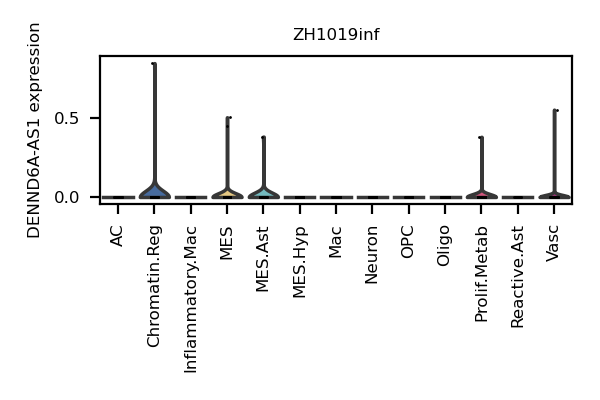 ZH1019inf
DENND6A-AS1 expression
0.5
0.0
AC
Chromatin.Reg
Inflammatory.Mac
MES
MES.Ast
MES.Hyp
Mac
Neuron
OPC
Oligo
Prolif.Metab
Reactive.Ast
Vasc